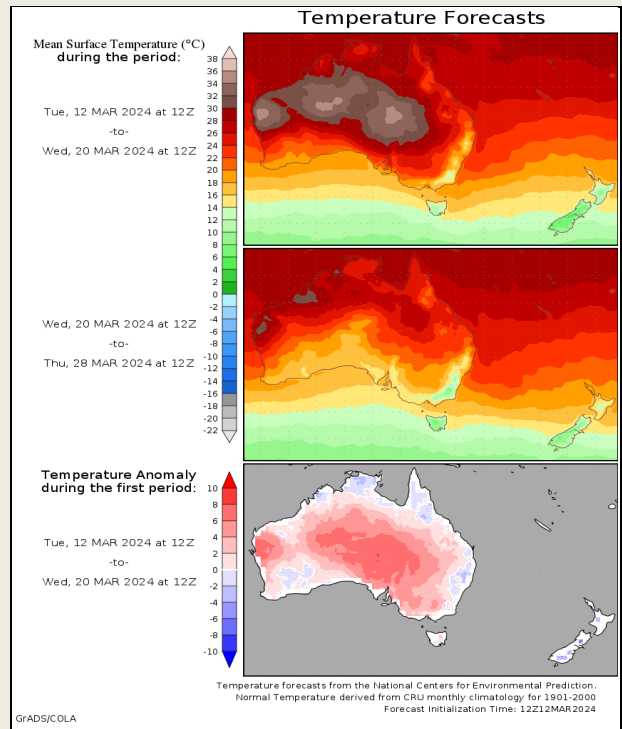 Temperature Forecasts
Mean Surface Temperature (°C)
during the period:
Tue, 12 MAR 2024 at 12Z
-to-
Wed, 20 MAR 2024 at 12Z
38
36
34
32
30
28
26
24
22
20
18
16
14
12
10
8
6
4
2
0
-2
-4
-6
-8
-10
-12
-14
-16
-18
-20
-22
Wed, 20 MAR 2024 at 12Z
-to-
Thu, 28 MAR 2024 at 12Z
Temperature Anomaly
during the first period:
Tue, 12 MAR 2024 at 12Z
-to-
Wed, 20 MAR 2024 at 12Z
10
8
6
4
2
0
-2
-4
-6
-8
-10
Temperature forecasts from the National Centers for Environmental Prediction.
Normal Temperature derived from CRU monthly climatology for 1901-2000
Forecast Initialization Time: 12Z12MAR2024
GrADS/COLA